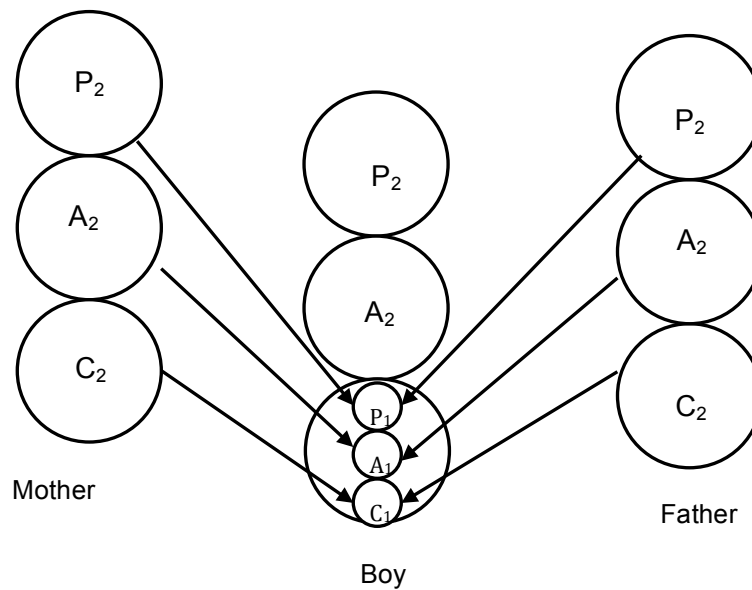 P₂
A₂
C₂
Mother
P₂
A₂
P₁
A₁
C₁
Boy
P₂
A₂
C₂
Father